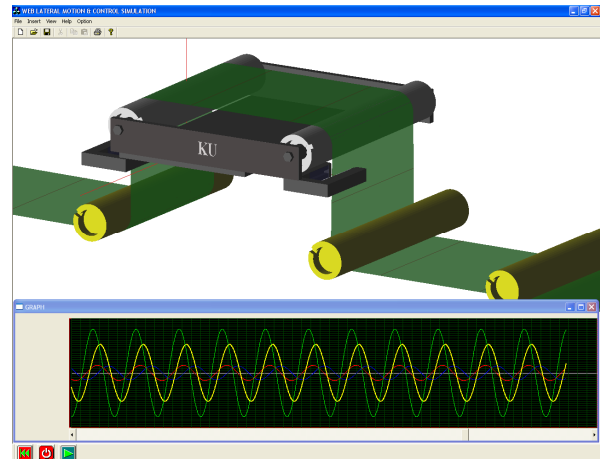 WEB LATERAL MOTION & CONTROL SIMULATION
File Insert View Help Option
KU
GRAPH